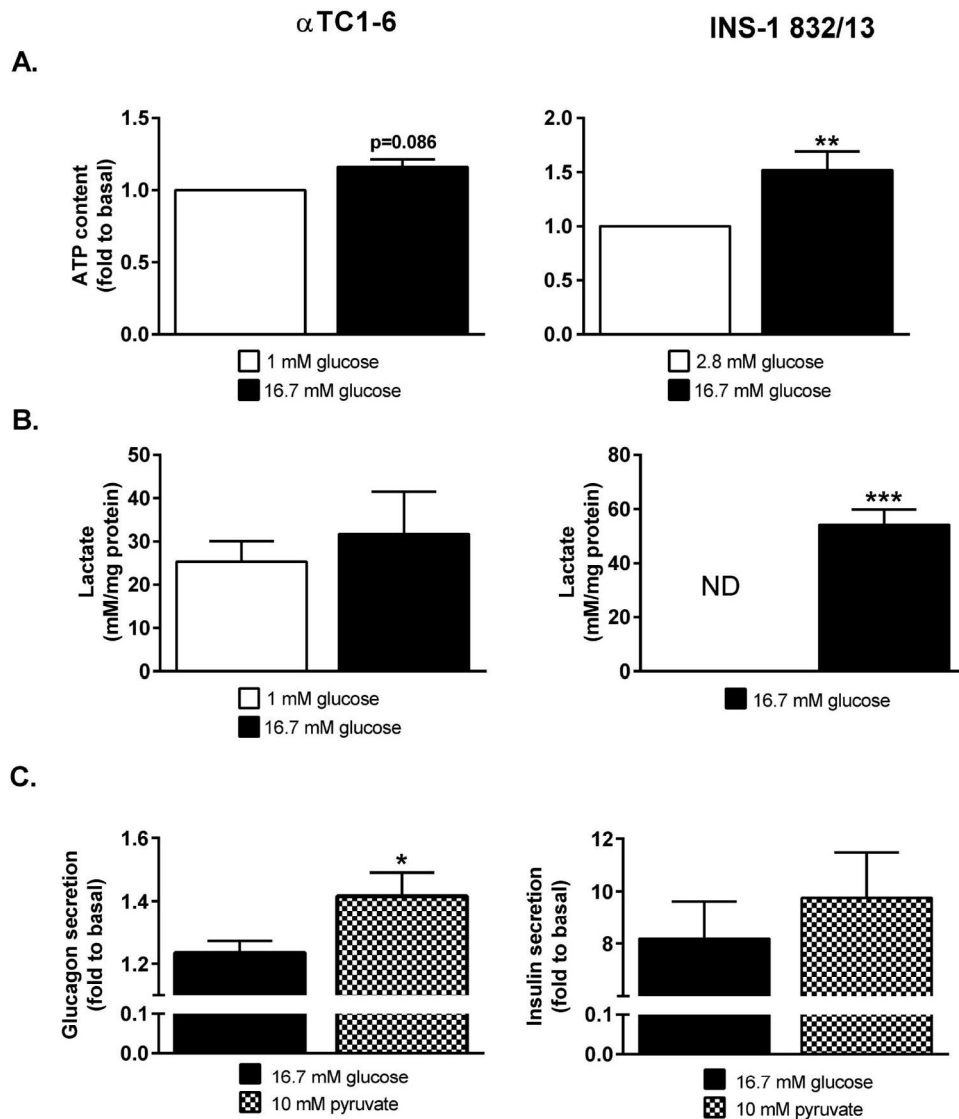 αTC1-6
INS-1 832/13
A.
ATP content
(fold to basal)
1.5
1.0
0.5
0.0
p=0.086
1 mM glucose
16.7 mM glucose
2.0
1.5
1.0
0.5
0.0
**
2.8 mM glucose
16.7 mM glucose
B.
Lactate
(mM/mg protein)
50
40
30
20
10
0
1 mM glucose
16.7 mM glucose
Lactate
(mM/mg protein)
80
60
40
20
0
ND
***
16.7 mM glucose
C.
Glucagon secretion
(fold to basal)
1.6
1.4
1.2
0.1
0.0
*
16.7 mM glucose
10 mM pyruvate
Insulin secretion
(fold to basal)
12
10
8
0.1
0.0
16.7 mM glucose
10 mM pyruvate